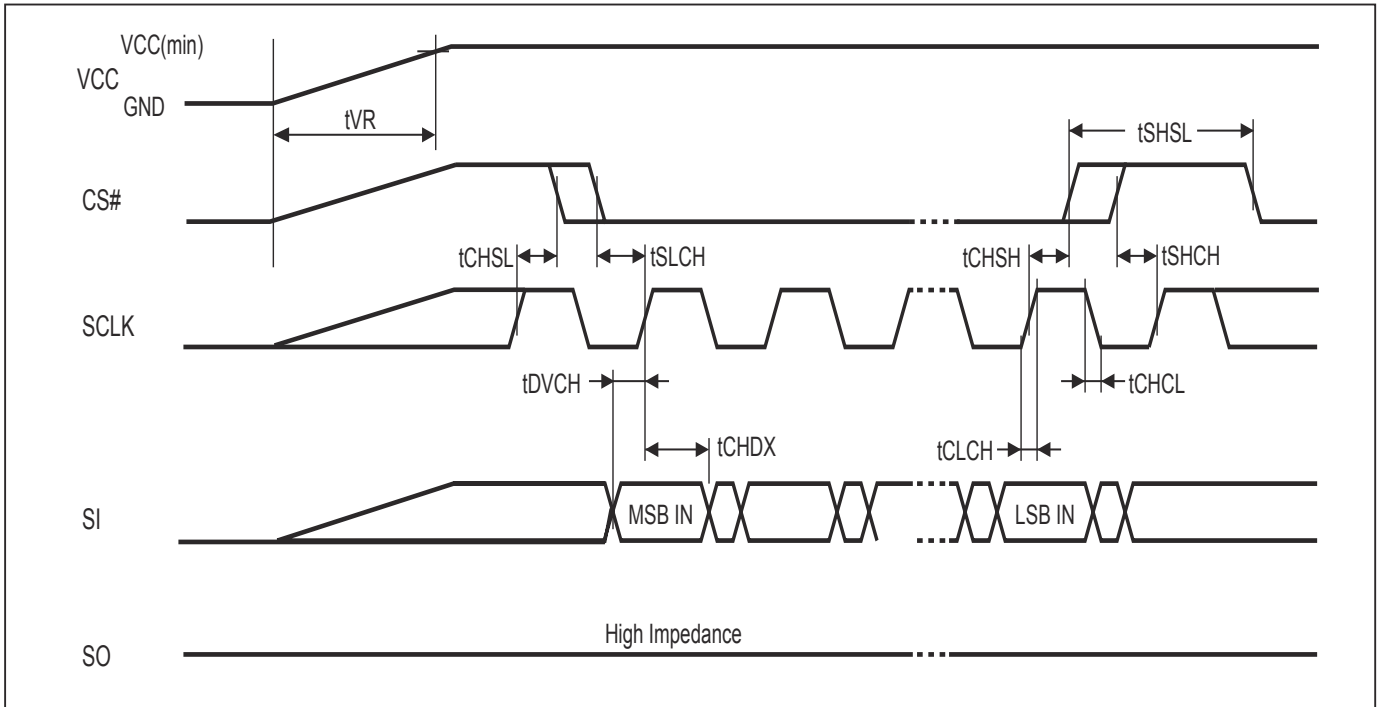 VCC(min)
VCC
GND
tVR
tSHSL
CS#
tCHSL
tSLCH
tCHSH
tSHCH
SCLK
tDVCH
tCHCL
tCHDX
tCLCH
SI
MSB IN
LSB IN
High Impedance
SO